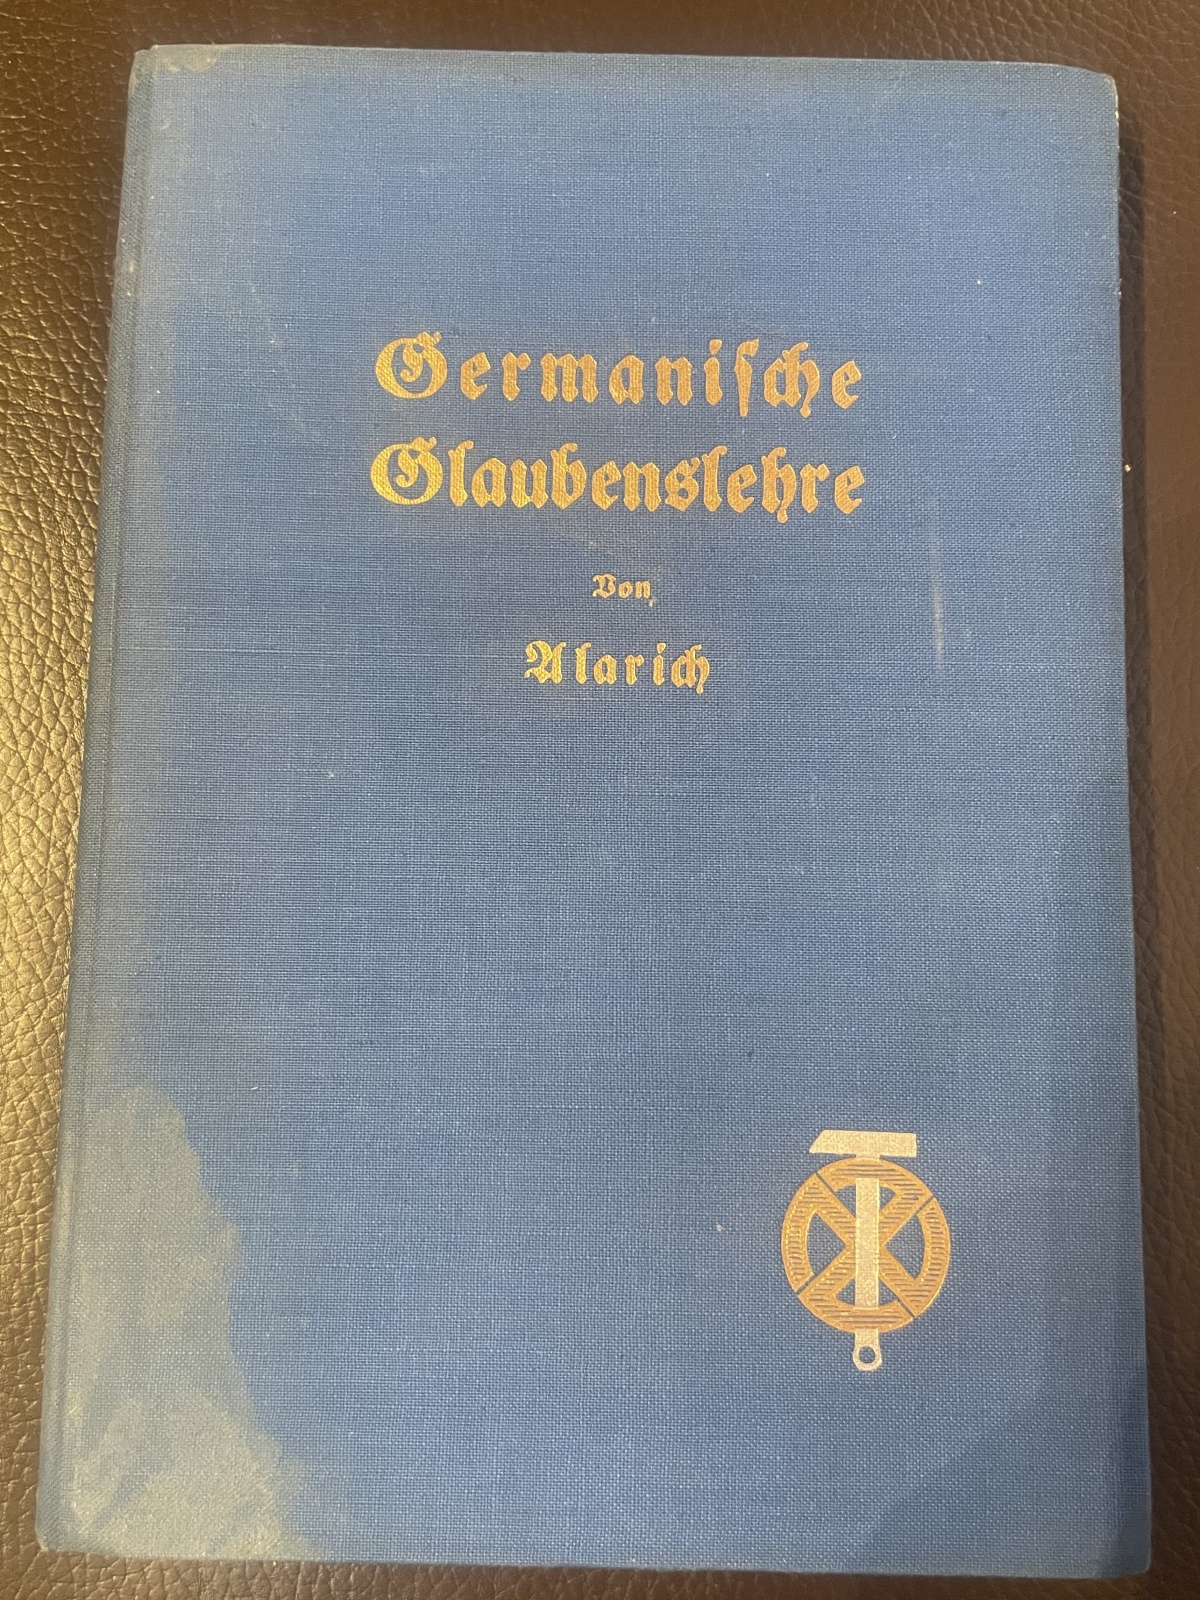 Germaniſche
Glaubenslehre
Von
Alarich